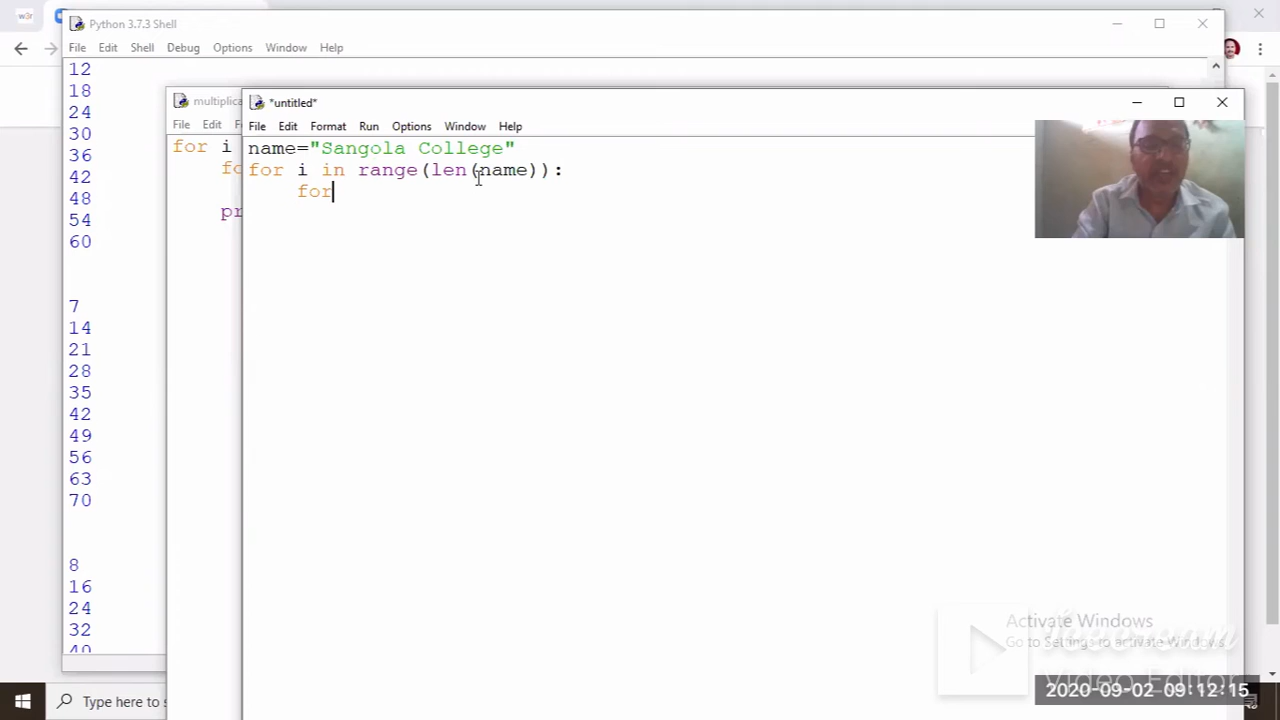 w3r
Python 3.7.3 Shell
File Edit Shell Debug Options Window Help
12
18
24
30
36
42
48
54
60
7
14
21
28
35
42
49
56
63
70
8
16
24
32
40
multiplica
File Edit F
for i
fo
pr
*untitled*
File Edit Format Run Options Window Help
name="Sangola College"
for i in range(len(name)):
for
Activate Windows
Go to Settings to activate Windows.
Video Editor
2020-09-02 09:12:15
Type here to s